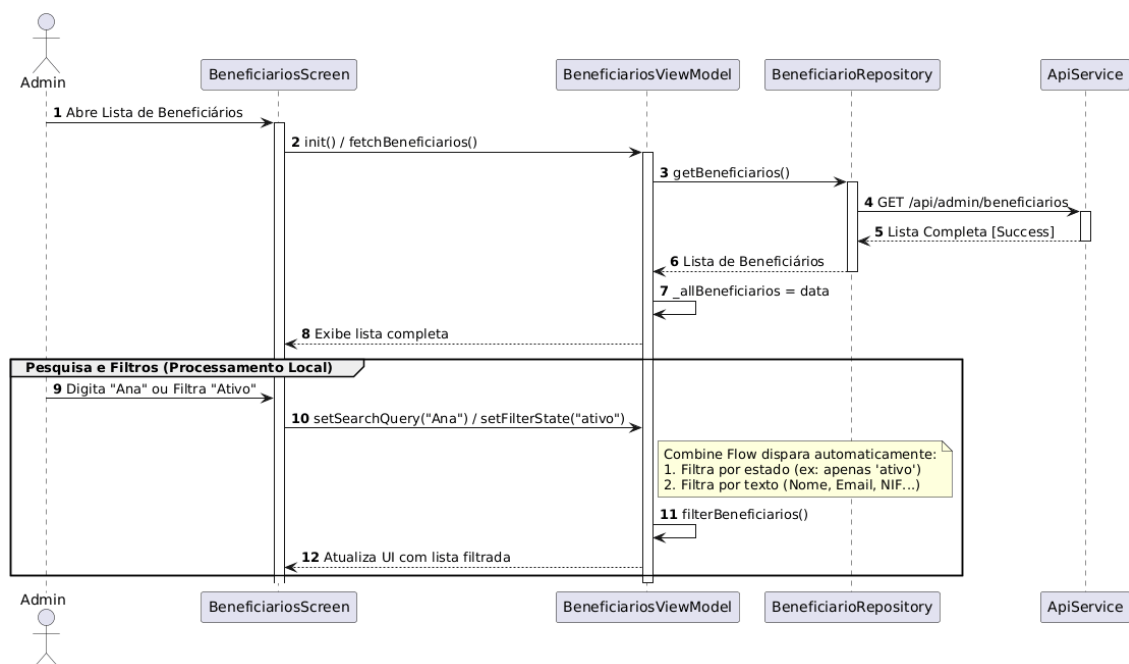 Admin
BeneficiariosScreen
BeneficiariosViewModel
BeneficiarioRepository
ApiService
1 Abre Lista de Beneficiários
2 init() / fetchBeneficiarios()
3 getBeneficiarios()
4 GET /api/admin/beneficiarios
5 Lista Completa [Success]
6 Lista de Beneficiários
7 _allBeneficiarios = data
8 Exibe lista completa
Pesquisa e Filtros (Processamento Local)
9 Digita "Ana" ou Filtra "Ativo"
10 setSearchQuery("Ana") / setFilterState("ativo")
Combine Flow dispara automaticamente:
1. Filtra por estado (ex: apenas 'ativo')
2. Filtra por texto (Nome, Email, NIF...)
11 filterBeneficiarios()
12 Atualiza UI com lista filtrada
Admin
BeneficiariosScreen
BeneficiariosViewModel
BeneficiarioRepository
ApiService